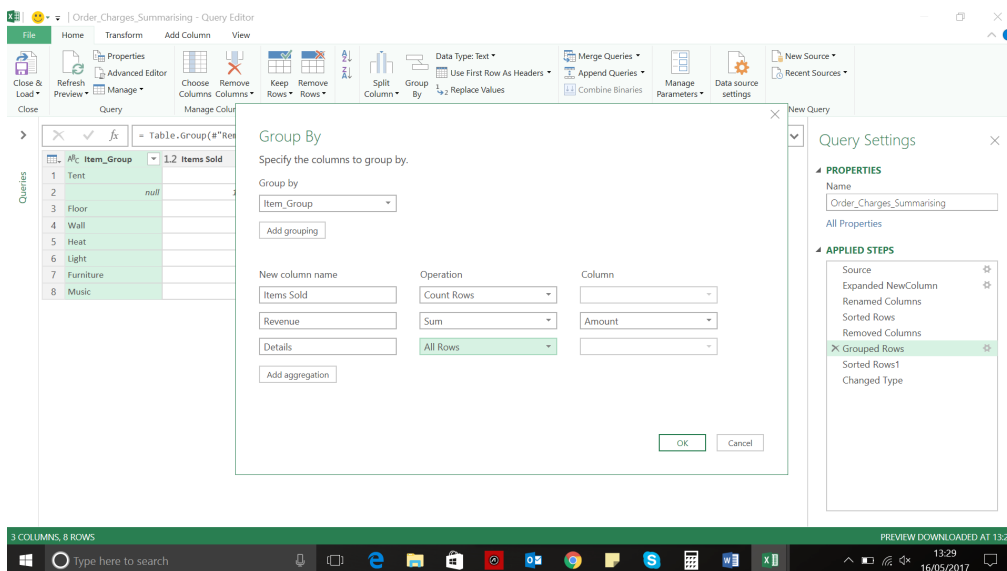 Order_Charges_Summarising - Query Editor
File Home Transform Add Column View
Close & Load
Refresh Preview
Properties
Advanced Editor
Manage
Choose Columns
Remove Columns
Keep Rows
Remove Rows
Split Column
Group By
Data Type: Text
Use First Row As Headers
Replace Values
Merge Queries
Append Queries
Combine Binaries
Manage Parameters
Data source settings
New Source
Recent Sources
Close Query Manage Colu New Query
fx = Table.Group(#"Rem
Queries
Item_Group 1.2 Items Sold
1 Tent
2 null 1
3 Floor
4 Wall
5 Heat
6 Light
7 Furniture
8 Music
Group By
Specify the columns to group by.
Group by
Item_Group
Add grouping
New column name Operation Column
Items Sold Count Rows
Revenue Sum Amount
Details All Rows
Add aggregation
OK Cancel
Query Settings
PROPERTIES
Name
Order_Charges_Summarising
All Properties
APPLIED STEPS
Source
Expanded NewColumn
Renamed Columns
Sorted Rows
Removed Columns
Grouped Rows
Sorted Rows1
Changed Type
3 COLUMNS, 8 ROWS PREVIEW DOWNLOADED AT 13:2
Type here to search
13:29
16/05/2017